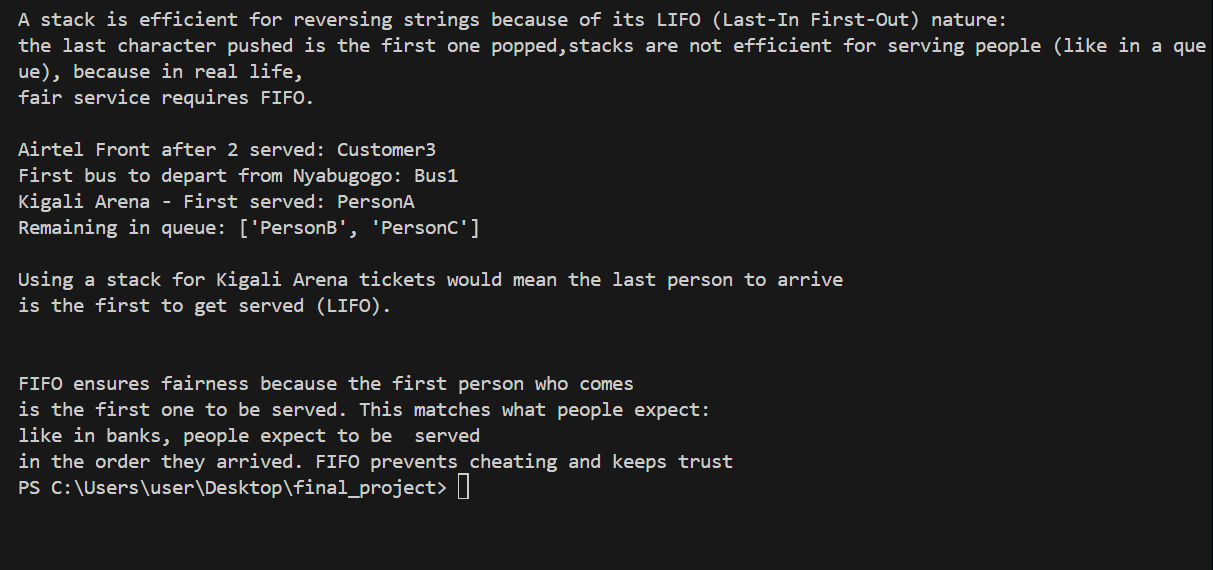 A stack is efficient for reversing strings because of its LIFO (Last-In First-Out) nature:
the last character pushed is the first one popped,stacks are not efficient for serving people (like in a que
ue), because in real life,
fair service requires FIFO.
Airtel Front after 2 served: Customer3
First bus to depart from Nyabugogo: Bus1
Kigali Arena - First served: PersonA
Remaining in queue: ['PersonB', 'PersonC']
Using a stack for Kigali Arena tickets would mean the last person to arrive
is the first to get served (LIFO).
FIFO ensures fairness because the first person who comes
is the first one to be served. This matches what people expect:
like in banks, people expect to be  served
in the order they arrived. FIFO prevents cheating and keeps trust
PS C:\Users\user\Desktop\final_project>